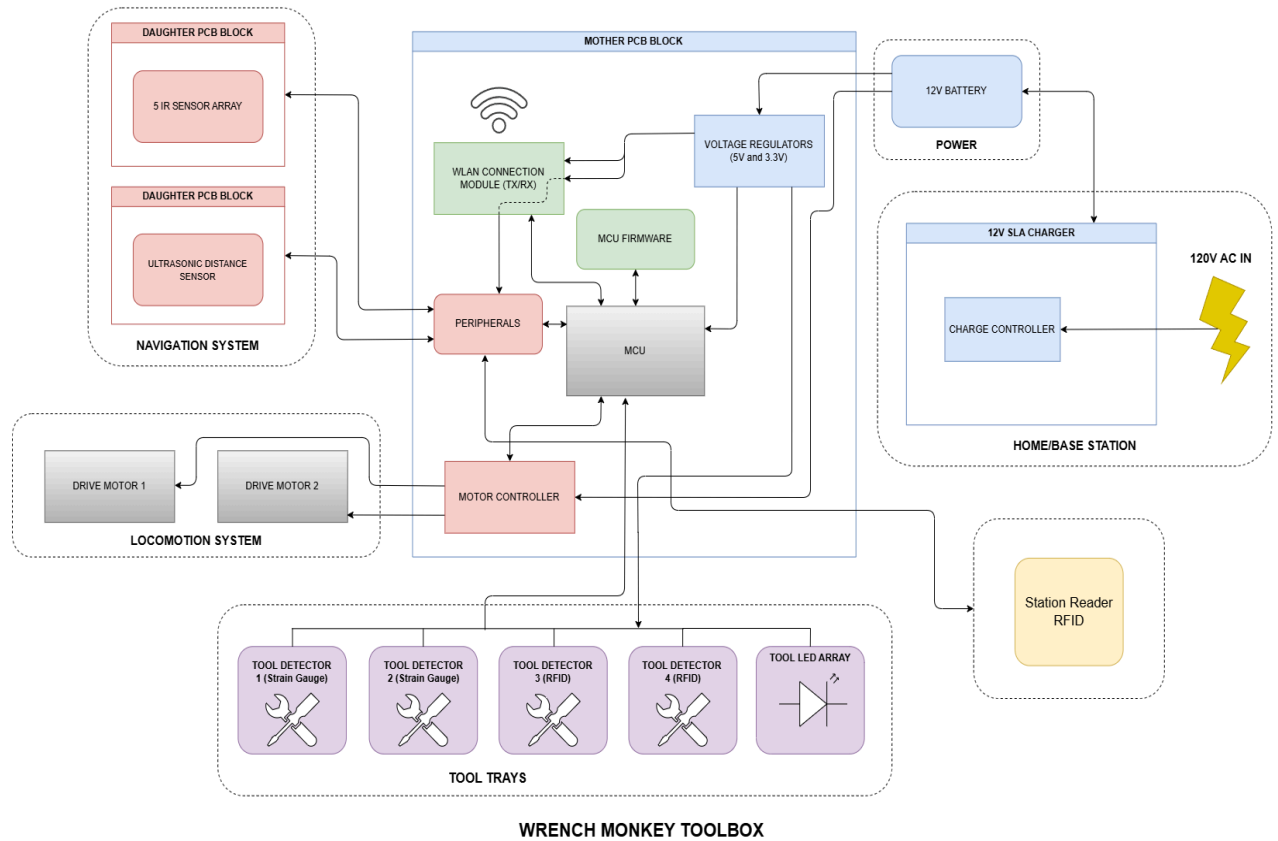 DAUGHTER PCB BLOCK
5 IR SENSOR ARRAY
DAUGHTER PCB BLOCK
ULTRASONIC DISTANCE
SENSOR
NAVIGATION SYSTEM
MOTHER PCB BLOCK
WLAN CONNECTION
MODULE (TX/RX)
VOLTAGE REGULATORS
(5V and 3.3V)
MCU FIRMWARE
PERIPHERALS
MCU
MOTOR CONTROLLER
12V BATTERY
POWER
12V SLA CHARGER
CHARGE CONTROLLER
120V AC IN
HOME/BASE STATION
DRIVE MOTOR 1
DRIVE MOTOR 2
LOCOMOTION SYSTEM
Station Reader
RFID
TOOL DETECTOR
1 (Strain Gauge)
TOOL DETECTOR
2 (Strain Gauge)
TOOL DETECTOR
3 (RFID)
TOOL DETECTOR
4 (RFID)
TOOL LED ARRAY
TOOL TRAYS
WRENCH MONKEY TOOLBOX